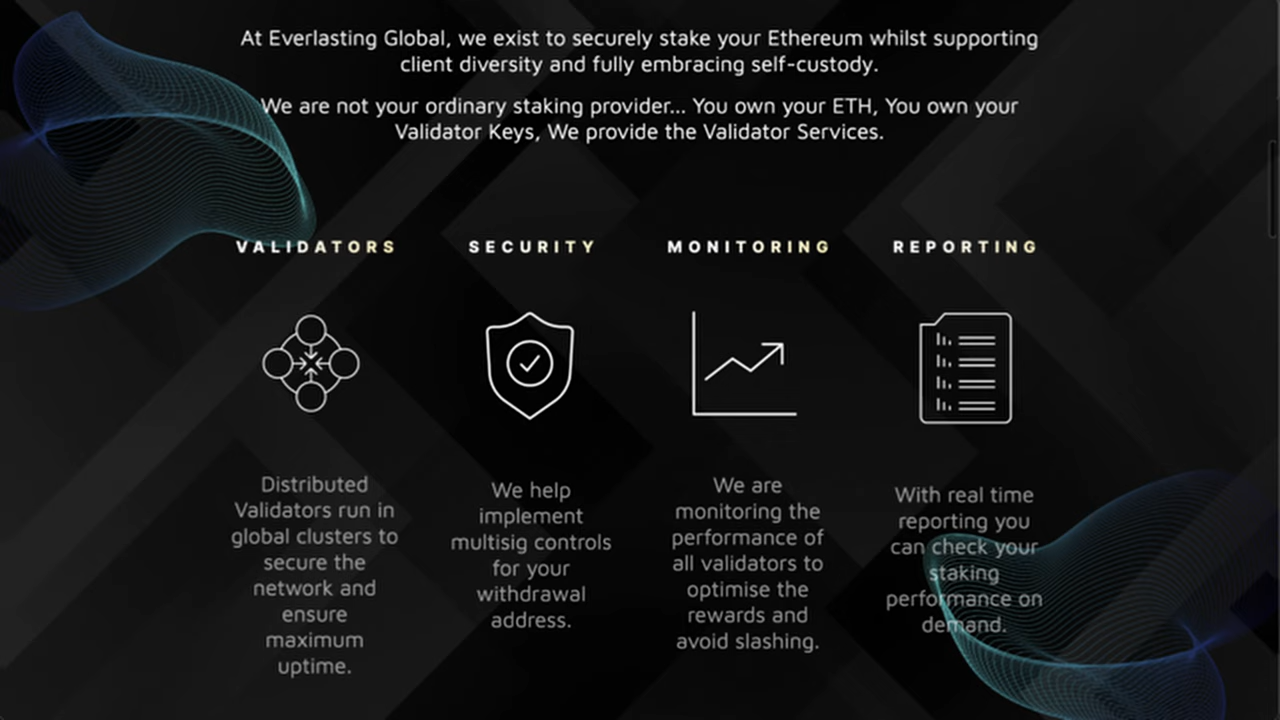 At Everlasting Global, we exist to securely stake your Ethereum whilst supporting
client diversity and fully embracing self-custody.
We are not your ordinary staking provider... You own your ETH, You own your
Validator Keys, We provide the Validator Services.
VALIDATORS
Distributed
Validators run in
global clusters to
secure the
network and
ensure
maximum
uptime.
SECURITY
We help
implement
multisig controls
for your
withdrawal
address.
MONITORING
We are
monitoring the
performance of
all validators to
optimise the
rewards and
avoid slashing.
REPORTING
With real time
reporting you
can check your
staking
performance on
demand.